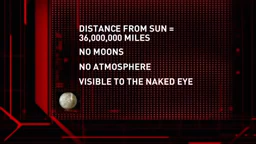 DISTANCE FROM SUN =
36,000,000 MILES
NO MOONS
NO ATMOSPHERE
VISIBLE TO THE NAKED EYE